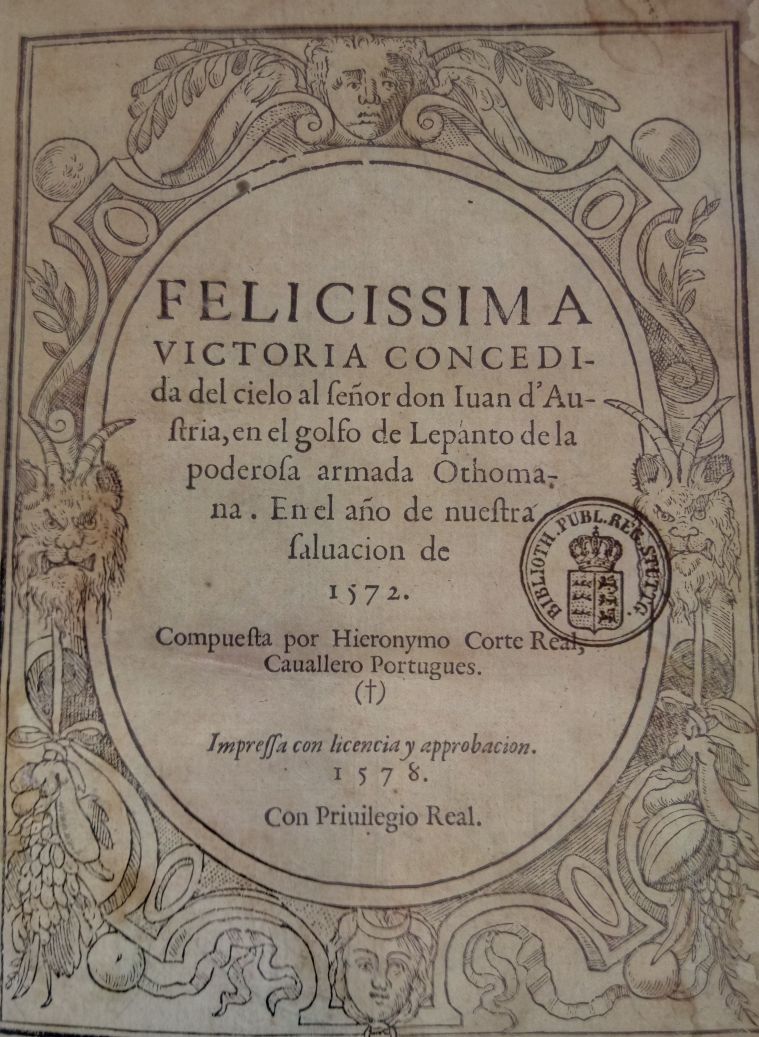 FELICISSIMA
VICTORIA CONCEDI-
da del cielo al ſeñor don Iuan d'Au-
ſtria, en el golfo de Lepánto de la
poderoſa armada Othoma-
na. En el año de nueſtra
ſaluacion de
1572.
Compueſta por Hieronymo Corte Real,
Cauallero Portugues.
(†)
Impreſſa con licencia y approbacion.
1578.
Con Priuilegio Real.
BIBLIOTH. PUBL. REG. STUTTG.